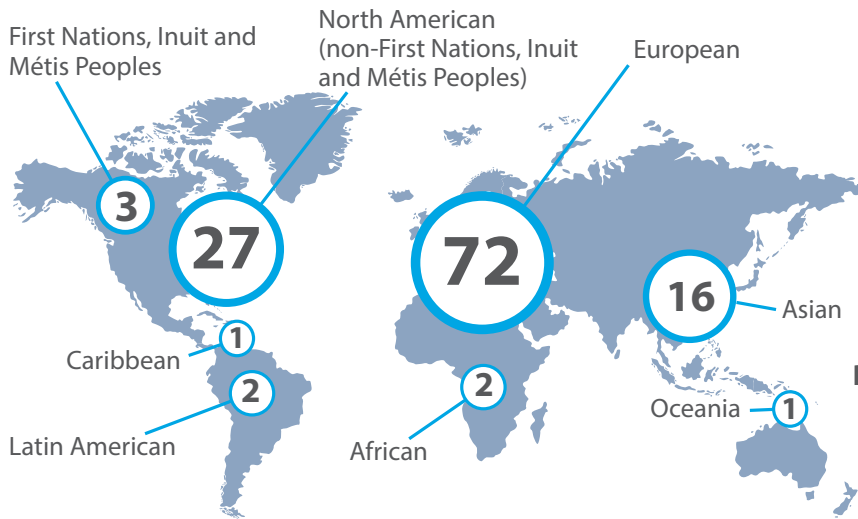 First Nations, Inuit and
Métis Peoples
North American
(non-First Nations, Inuit
and Métis Peoples)
European
3
27
72
16
Asian
1
Caribbean
2
Latin American
2
African
Oceania
1